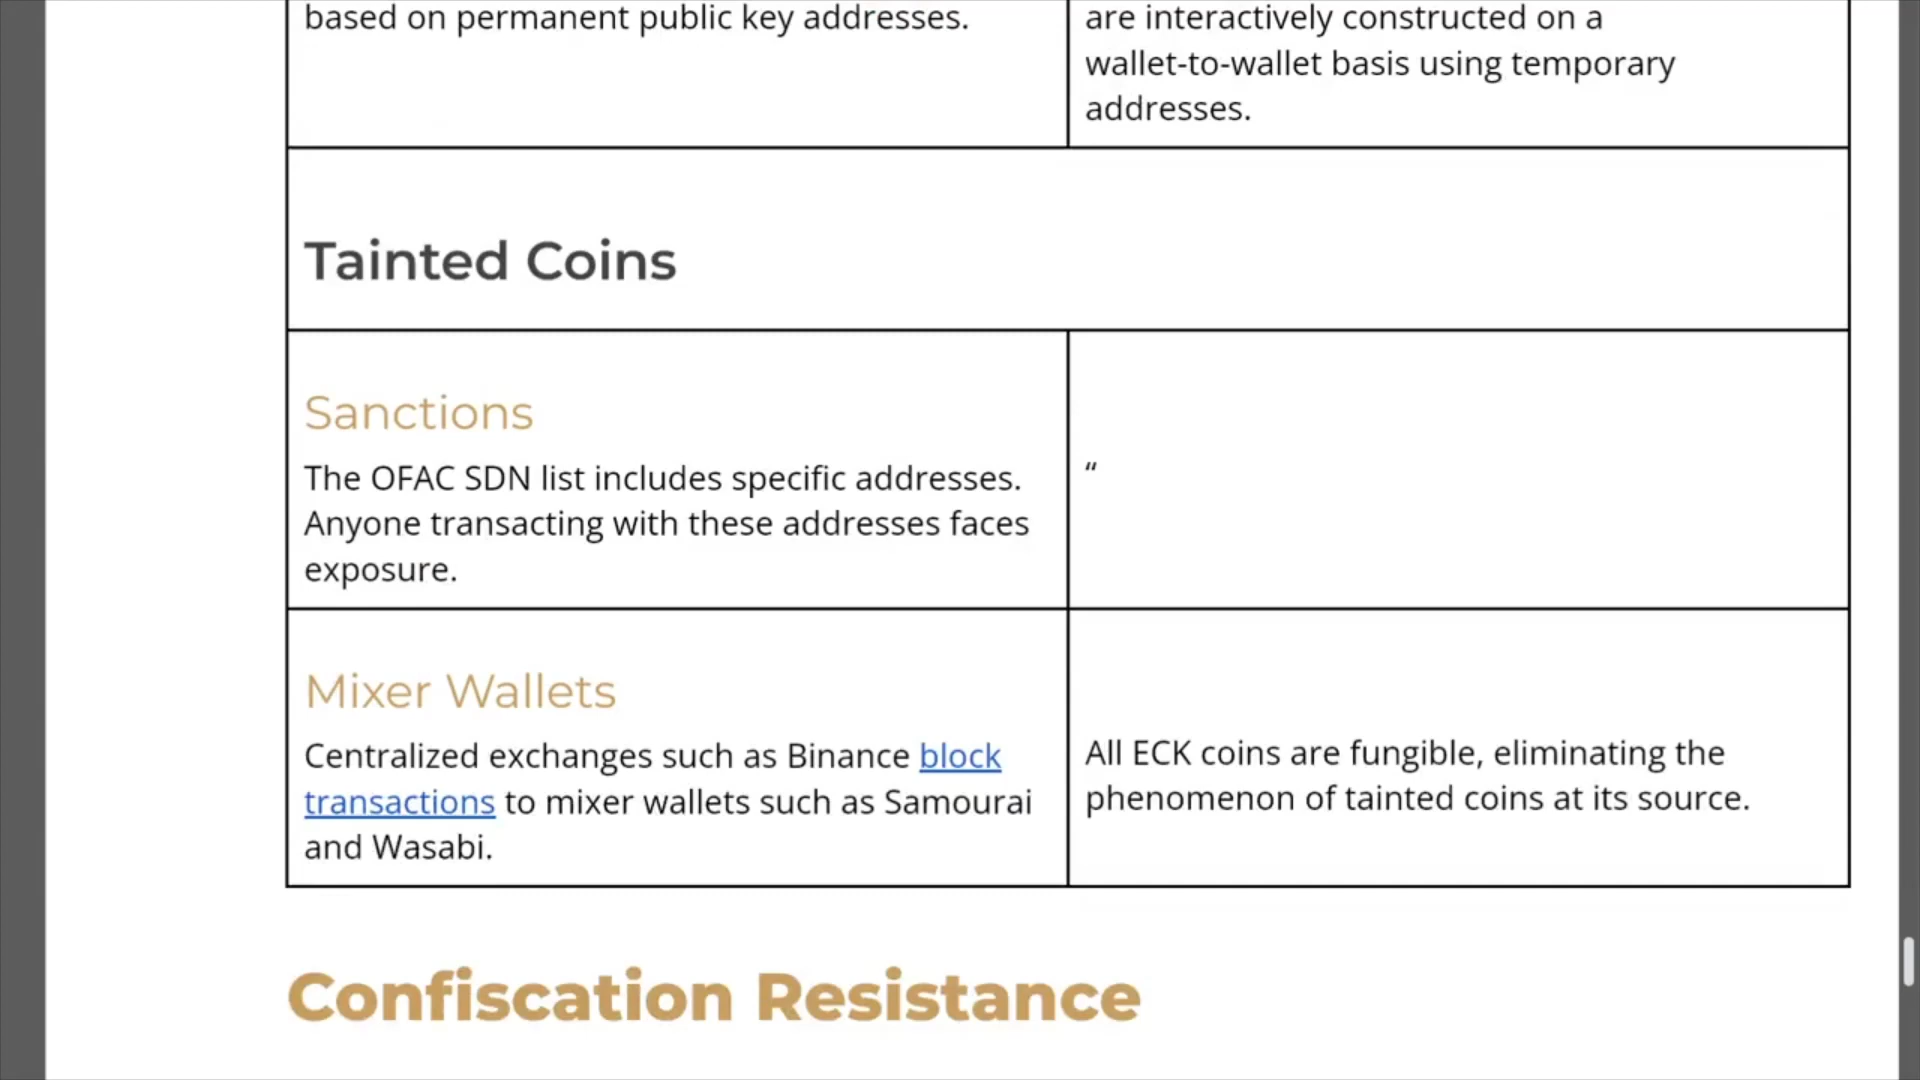 based on permanent public key addresses.
are interactively constructed on a
wallet-to-wallet basis using temporary
addresses.
Tainted Coins
Sanctions
The OFAC SDN list includes specific addresses.
Anyone transacting with these addresses faces
exposure.
“
Mixer Wallets
Centralized exchanges such as Binance block
transactions to mixer wallets such as Samourai
and Wasabi.
All ECK coins are fungible, eliminating the
phenomenon of tainted coins at its source.
Confiscation Resistance